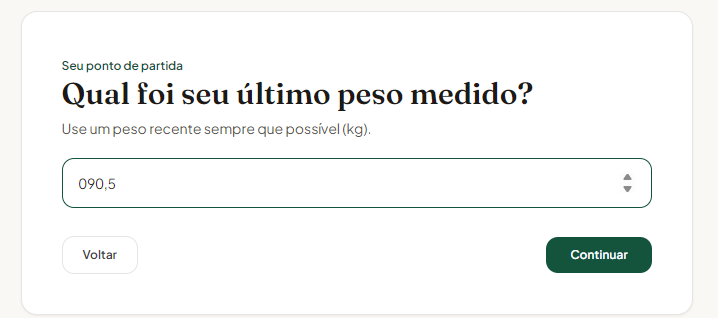 Seu ponto de partida
Qual foi seu último peso medido?
Use um peso recente sempre que possível (kg).
090,5
Voltar
Continuar